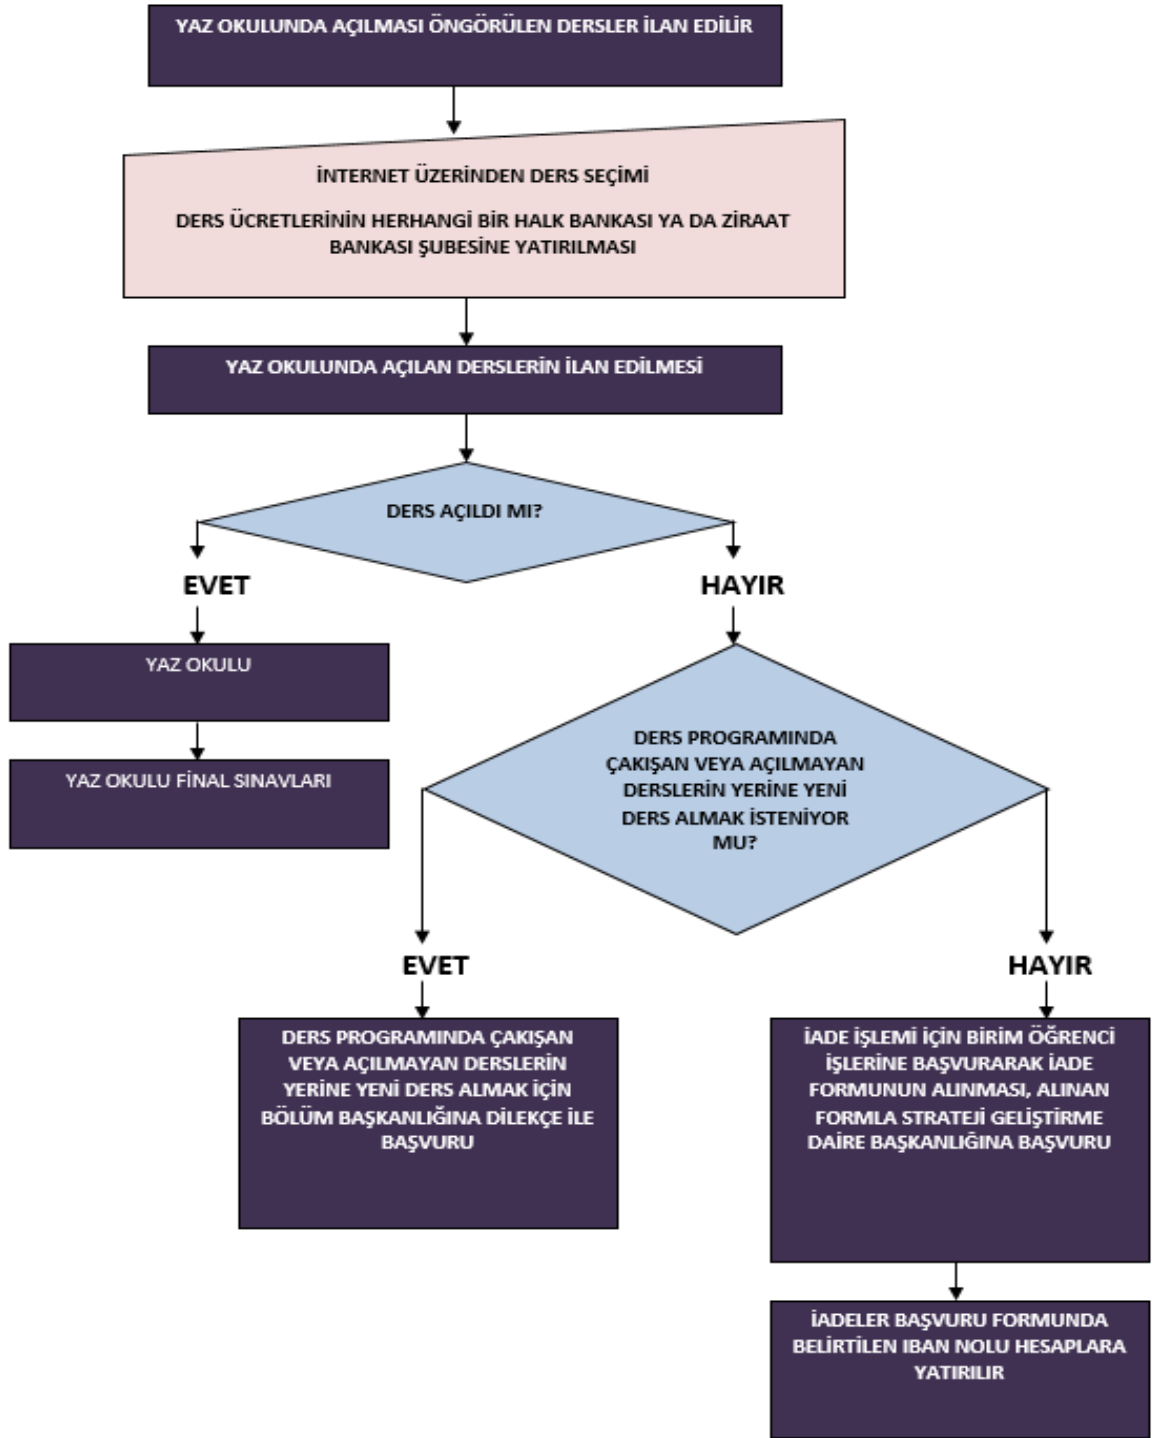 YAZ OKULUNDA AÇILMASI ÖNGÖRÜLEN DERSLER İLAN EDİLİR
İNTERNET ÜZERİNDEN DERS SEÇİMİ
DERS ÜCRETLERİNİN HERHANGİ BİR HALK BANKASI YA DA ZİRAAT
BANKASI ŞUBESİNE YATIRILMASI
YAZ OKULUNDA AÇILAN DERSLERİN İLAN EDİLMESİ
DERS AÇILDI MI?
EVET
HAYIR
YAZ OKULU
YAZ OKULU FİNAL SINAVLARI
DERS PROGRAMINDA
ÇAKIŞAN VEYA AÇILMAYAN
DERSLERİN YERİNE YENİ
DERS ALMAK İSTENİYOR
MU?
EVET
HAYIR
DERS PROGRAMINDA ÇAKIŞAN
VEYA AÇILMAYAN DERSLERİN
YERİNE YENİ DERS ALMAK İÇİN
BÖLÜM BAŞKANLIĞINA DİLEKÇE İLE
BAŞVURU
İADE İŞLEMİ İÇİN BİRİM ÖĞRENCİ
İŞLERİNE BAŞVURARAK İADE
FORMUNUN ALINMASI, ALINAN
FORMLA STRATEJİ GELİŞTİRME
DAİRE BAŞKANLIĞINA BAŞVURU
İADELER BAŞVURU FORMUNDA
BELİRTİLEN IBAN NOLU HESAPLARA
YATIRILIR